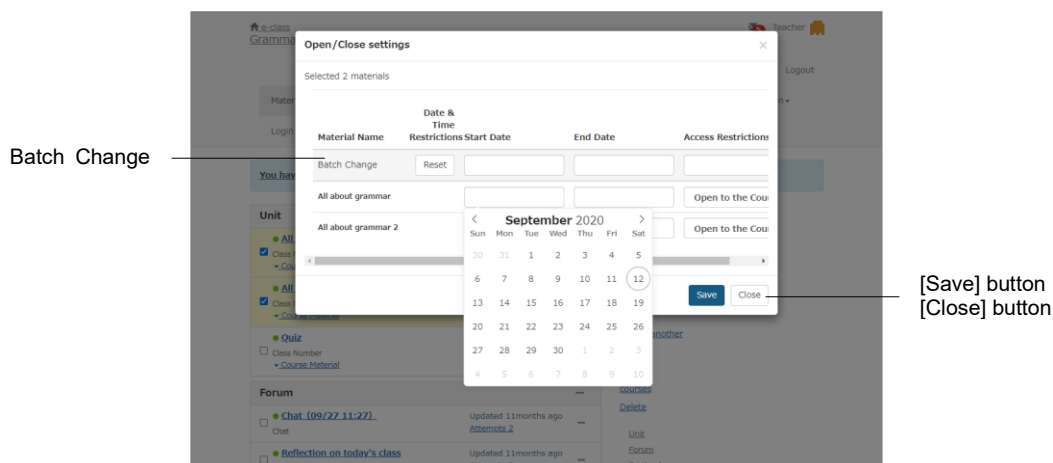 e-class
Teacher
Gramma
Open/Close settings
×
Logout
Selected 2 materials
Mater
Login
Date &
Time
Material Name Restrictions Start Date End Date Access Restrictions
Batch Change
Batch Change Reset
You hav
All about grammar Open to the Cou
All about grammar 2 Open to the Cou
Unit
September 2020
Sun Mon Tue Wed Thu Fri Sat
30 31 1 2 3 4 5
6 7 8 9 10 11 12
13 14 15 16 17 18 19
20 21 22 23 24 25 26
27 28 29 30 1 2 3
4 5 6 7 8 9 10
Save Close
[Save] button
[Close] button
All
Class
Cou
All
Class
Course Material
Quiz
Class Number
Course Material
another
courses
Delete
Forum
Chat (09/27 11:27)
Chat
Updated 11months ago
Attempts 2
Unit
Forum
Reflection on today's class
Updated 11months ago